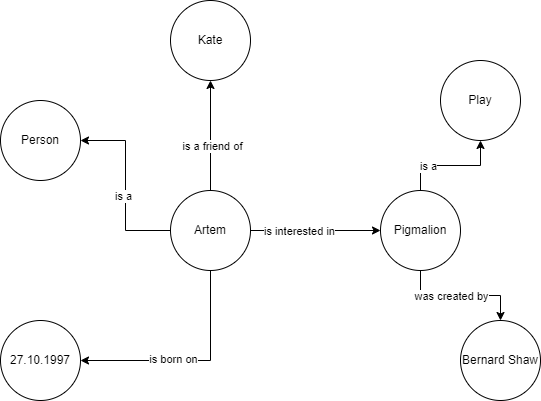 Kate
Play
Person
is a friend of
is a
is a
Artem
is interested in
Pigmalion
was created by
27.10.1997
is born on
Bernard Shaw